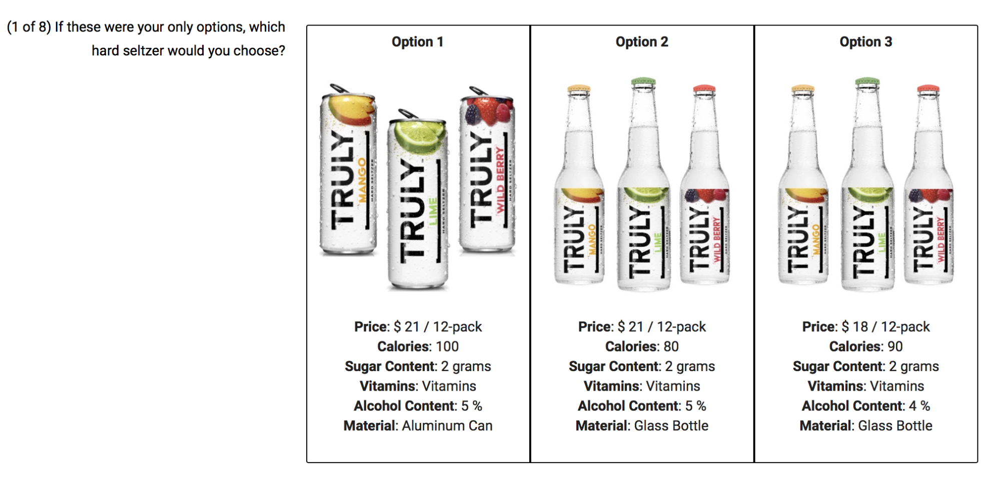 (1 of 8) If these were your only options, which
hard seltzer would you choose?
Option 1
TRULY
MANGO
HARD SELTZER
TRULY
LIME
HARD SELTZER
TRULY
WILD BERRY
HARD SELTZER
Price: $ 21 / 12-pack
Calories: 100
Sugar Content: 2 grams
Vitamins: Vitamins
Alcohol Content: 5 %
Material: Aluminum Can
Option 2
TRULY
MANGO
HARD SELTZER
TRULY
LIME
HARD SELTZER
TRULY
WILD BERRY
HARD SELTZER
Price: $ 21 / 12-pack
Calories: 80
Sugar Content: 2 grams
Vitamins: Vitamins
Alcohol Content: 5 %
Material: Glass Bottle
Option 3
TRULY
MANGO
HARD SELTZER
TRULY
LIME
HARD SELTZER
TRULY
WILD BERRY
HARD SELTZER
Price: $ 18 / 12-pack
Calories: 90
Sugar Content: 2 grams
Vitamins: Vitamins
Alcohol Content: 4 %
Material: Glass Bottle